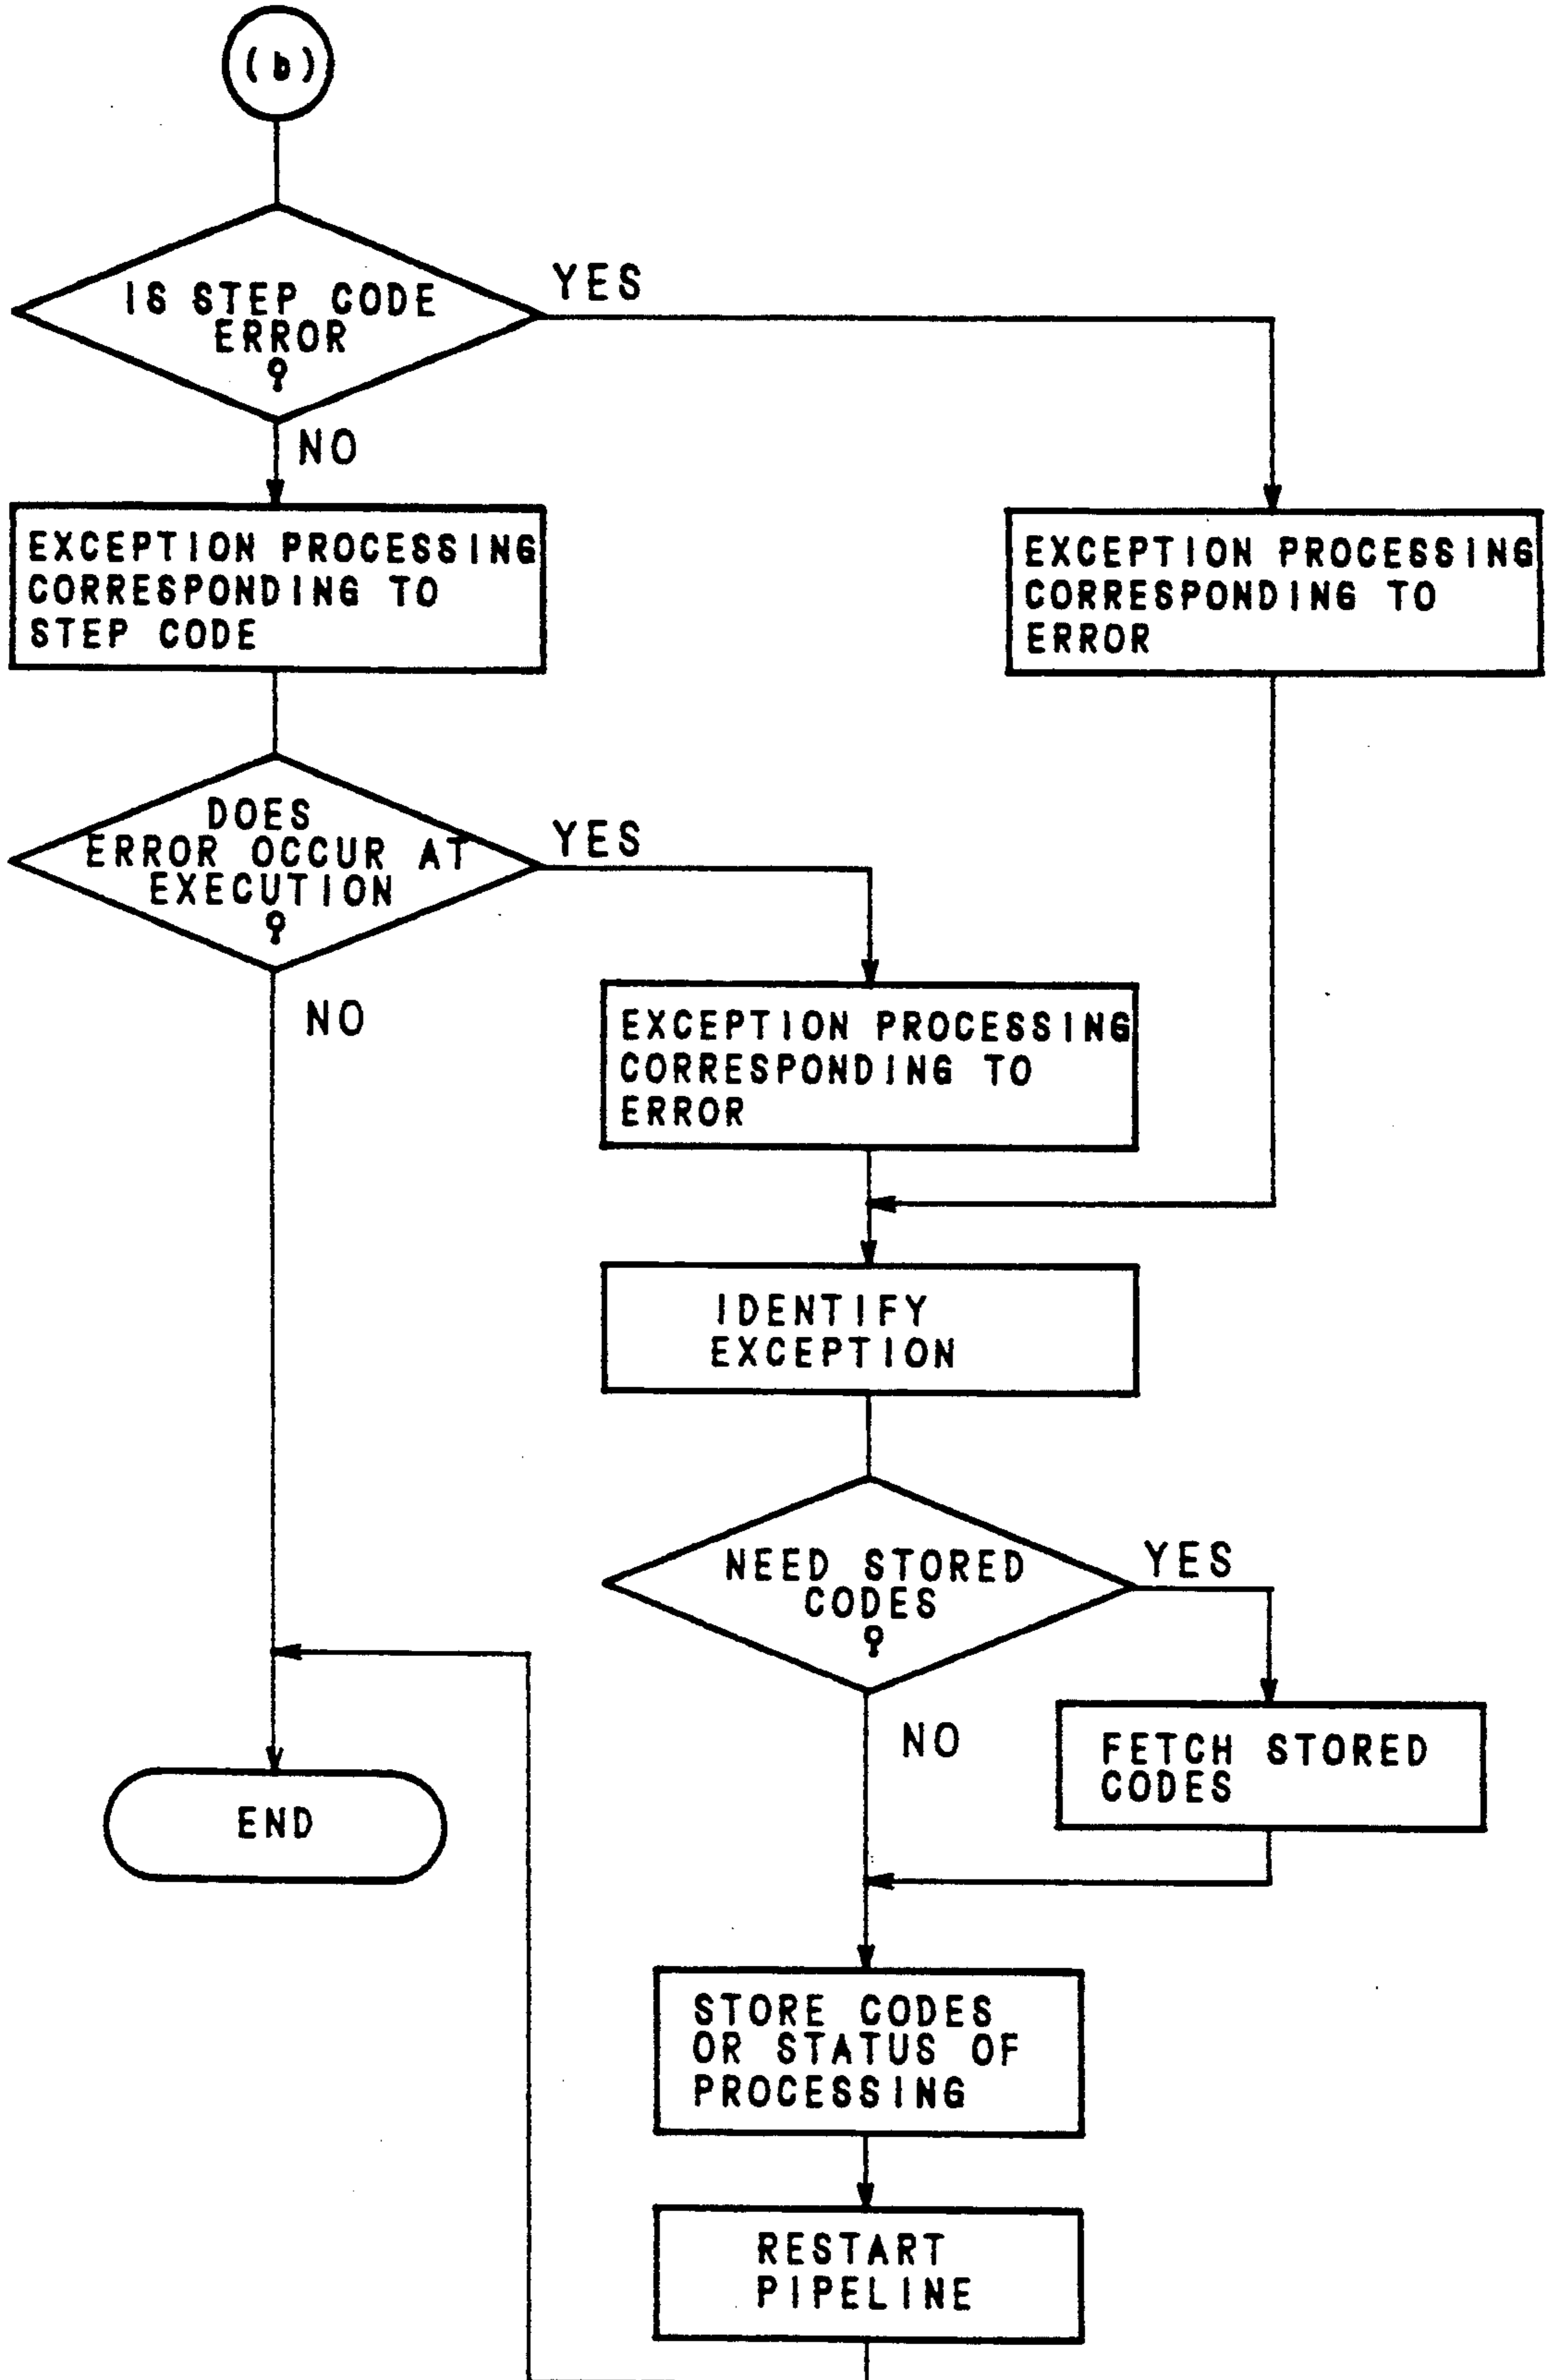 (b)
IS STEP CODE
ERROR
?
YES
NO
EXCEPTION PROCESSING
CORRESPONDING TO
STEP CODE
EXCEPTION PROCESSING
CORRESPONDING TO
ERROR
DOES
ERROR OCCUR AT
EXECUTION
?
YES
NO
EXCEPTION PROCESSING
CORRESPONDING TO
ERROR
IDENTIFY
EXCEPTION
NEED STORED
CODES
?
YES
NO
FETCH STORED
CODES
END
STORE CODES
OR STATUS OF
PROCESSING
RESTART
PIPELINE